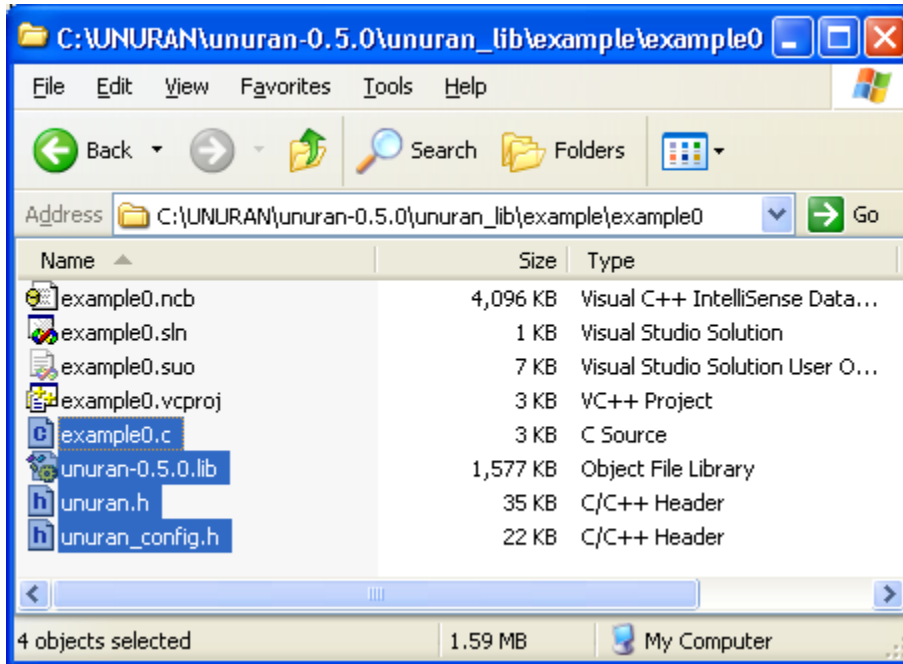 C:\UNURAN\unuran-0.5.0\unuran_lib\example\example0
File Edit View Favorites Tools Help
Back Search Folders
Address C:\UNURAN\unuran-0.5.0\unuran_lib\example\example0 Go
Name Size Type
example0.ncb 4,096 KB Visual C++ IntelliSense Data...
example0.sln 1 KB Visual Studio Solution
example0.suo 7 KB Visual Studio Solution User O...
example0.vcproj 3 KB VC++ Project
example0.c 3 KB C Source
unuran-0.5.0.lib 1,577 KB Object File Library
unuran.h 35 KB C/C++ Header
unuran_config.h 22 KB C/C++ Header
4 objects selected 1.59 MB My Computer